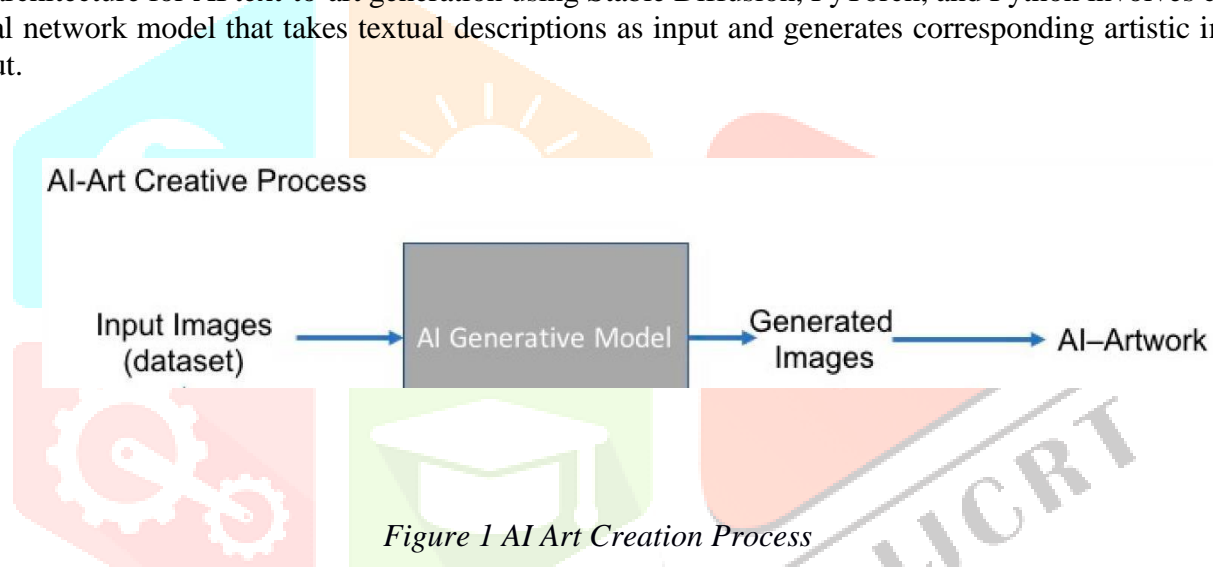 architecture for AI text-to-art generation using Stable Diffusion, PyTorch, and Python involves
network model that takes textual descriptions as input and generates corresponding artistic
AI-Art Creative Process
Input Images
(dataset)
AI Generative Model
Generated
Images
AI–Artwork
Figure 1 AI Art Creation Process
IJCRT